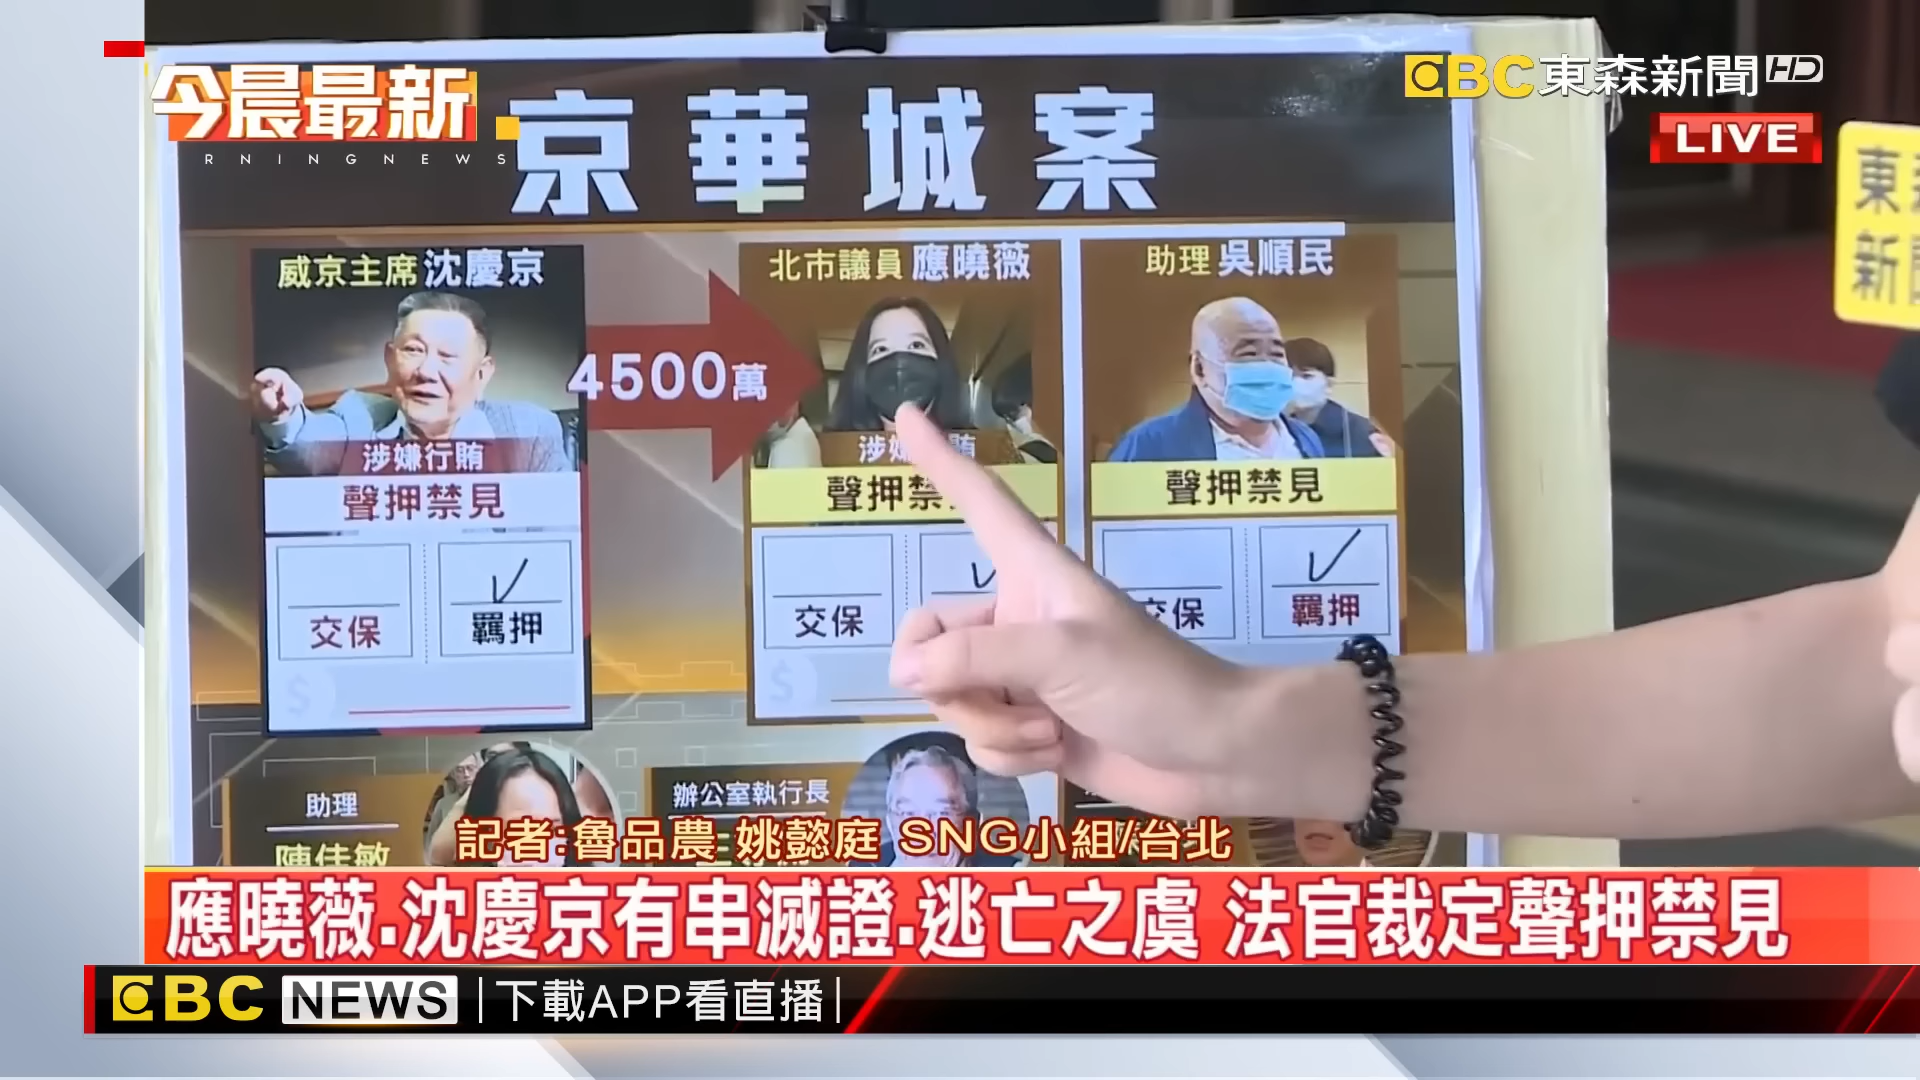 今晨最新
RNINGNEWS
EBC東森新聞HD
LIVE
京華城案
威京主席 沈慶京
4500萬
涉嫌行賄
聲押禁見
交保
羈押
北市議員 應曉薇
聲押禁
交保
助理 吳順民
聲押禁見
交保
羈押
助理
陳佳敏
辦公室執行長
記者:魯品農 姚懿庭 SNG小組/台北
應曉薇.沈慶京有串滅證.逃亡之虞 法官裁定聲押禁見
EBC NEWS
下載APP看直播